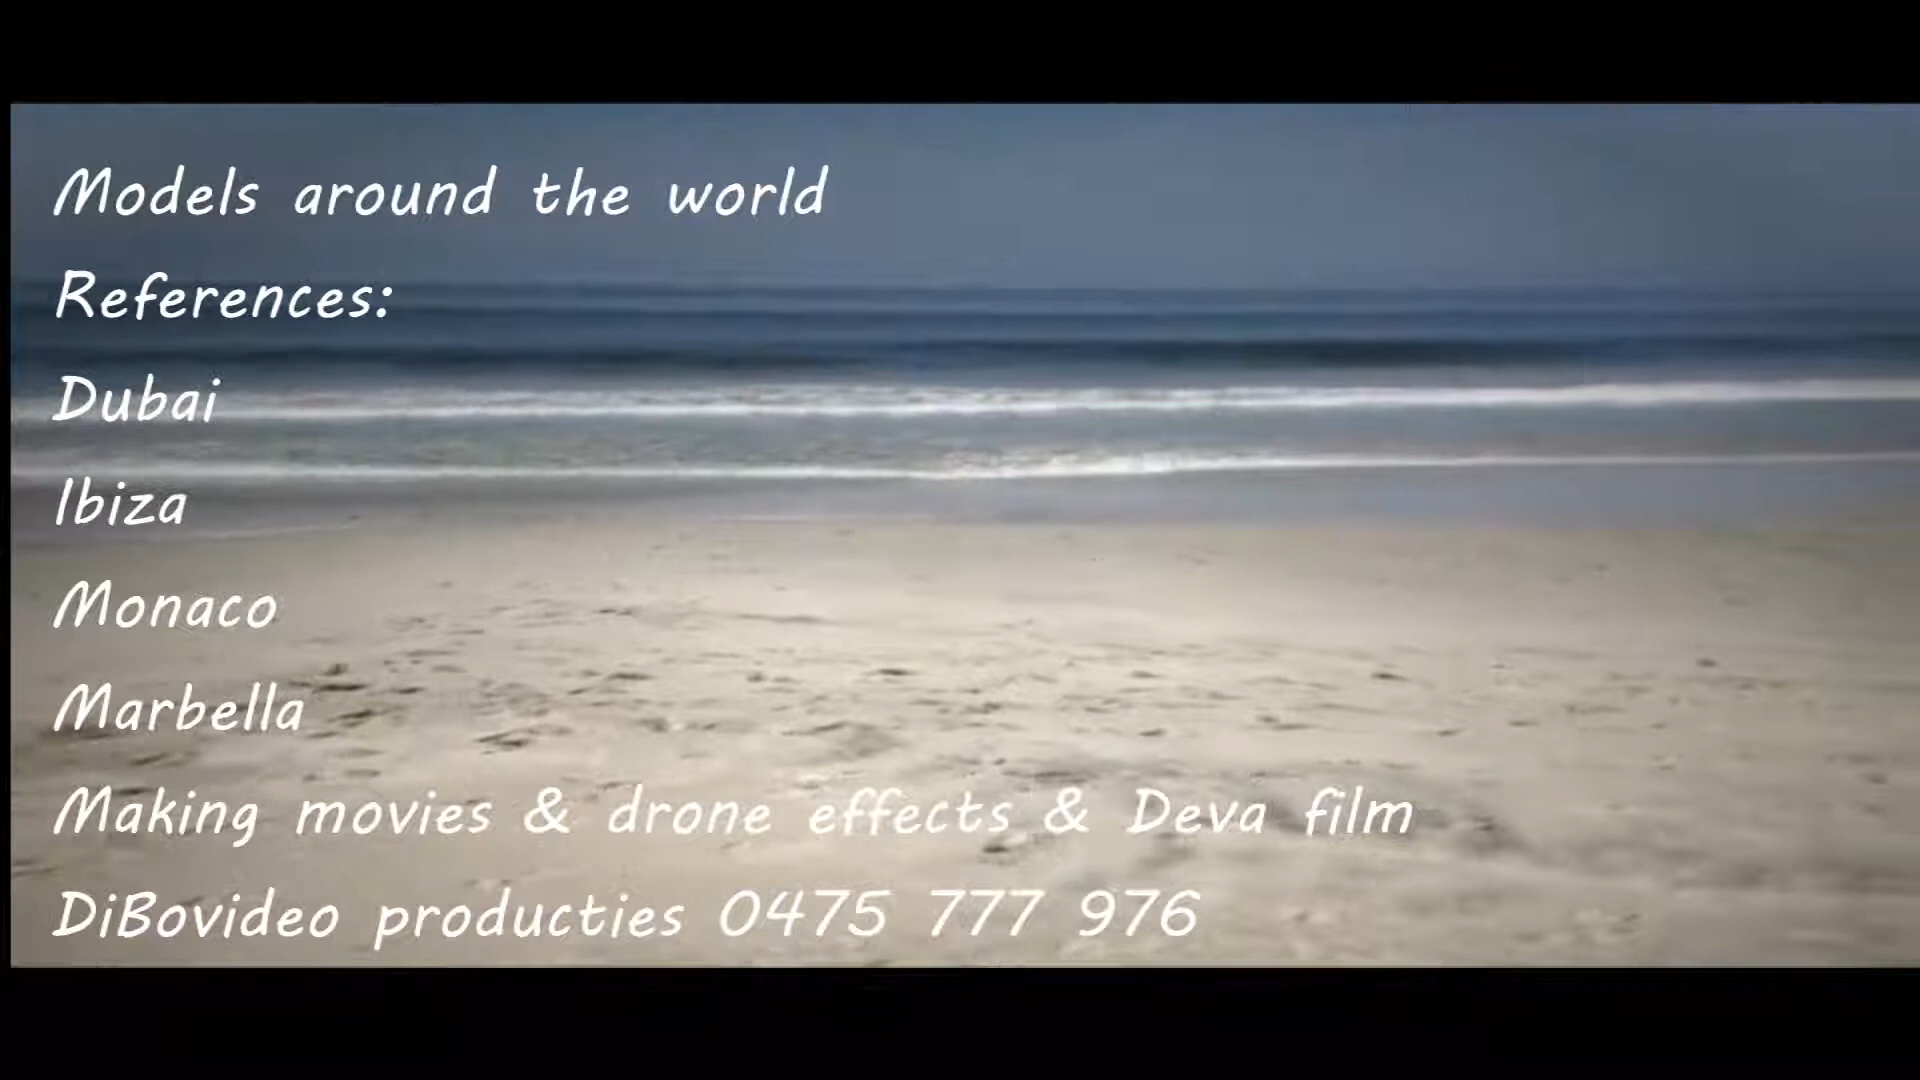 Models around the world
References:
Dubai
Ibiza
Monaco
Marbella
Making movies & drone effects & Deva film
DiBovideo producties 0475 777 976